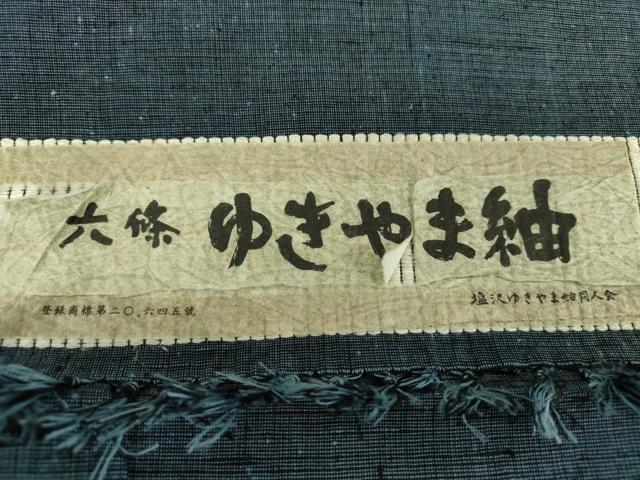 六條 ゆきやま紬
登録商標第二〇、六四五號
塩沢ゆきやま紬同人会